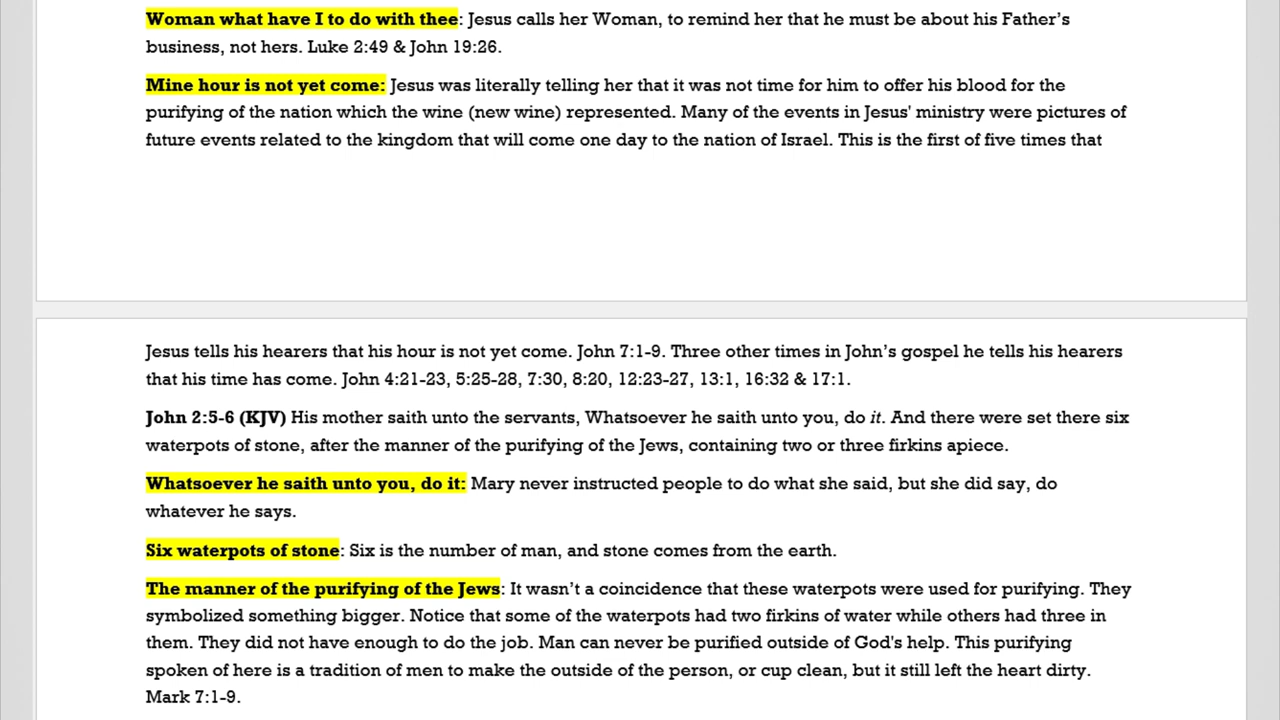 Woman what have I to do with thee: Jesus calls her Woman, to remind her that he must be about his Father’s
business, not hers. Luke 2:49 & John 19:26.
Mine hour is not yet come: Jesus was literally telling her that it was not time for him to offer his blood for the
purifying of the nation which the wine (new wine) represented. Many of the events in Jesus' ministry were pictures of
future events related to the kingdom that will come one day to the nation of Israel. This is the first of five times that
Jesus tells his hearers that his hour is not yet come. John 7:1-9. Three other times in John’s gospel he tells his hearers
that his time has come. John 4:21-23, 5:25-28, 7:30, 8:20, 12:23-27, 13:1, 16:32 & 17:1.
John 2:5-6 (KJV) His mother saith unto the servants, Whatsoever he saith unto you, do it. And there were set there six
waterpots of stone, after the manner of the purifying of the Jews, containing two or three firkins apiece.
Whatsoever he saith unto you, do it: Mary never instructed people to do what she said, but she did say, do
whatever he says.
Six waterpots of stone: Six is the number of man, and stone comes from the earth.
The manner of the purifying of the Jews: It wasn’t a coincidence that these waterpots were used for purifying. They
symbolized something bigger. Notice that some of the waterpots had two firkins of water while others had three in
them. They did not have enough to do the job. Man can never be purified outside of God's help. This purifying
spoken of here is a tradition of men to make the outside of the person, or cup clean, but it still left the heart dirty.
Mark 7:1-9.